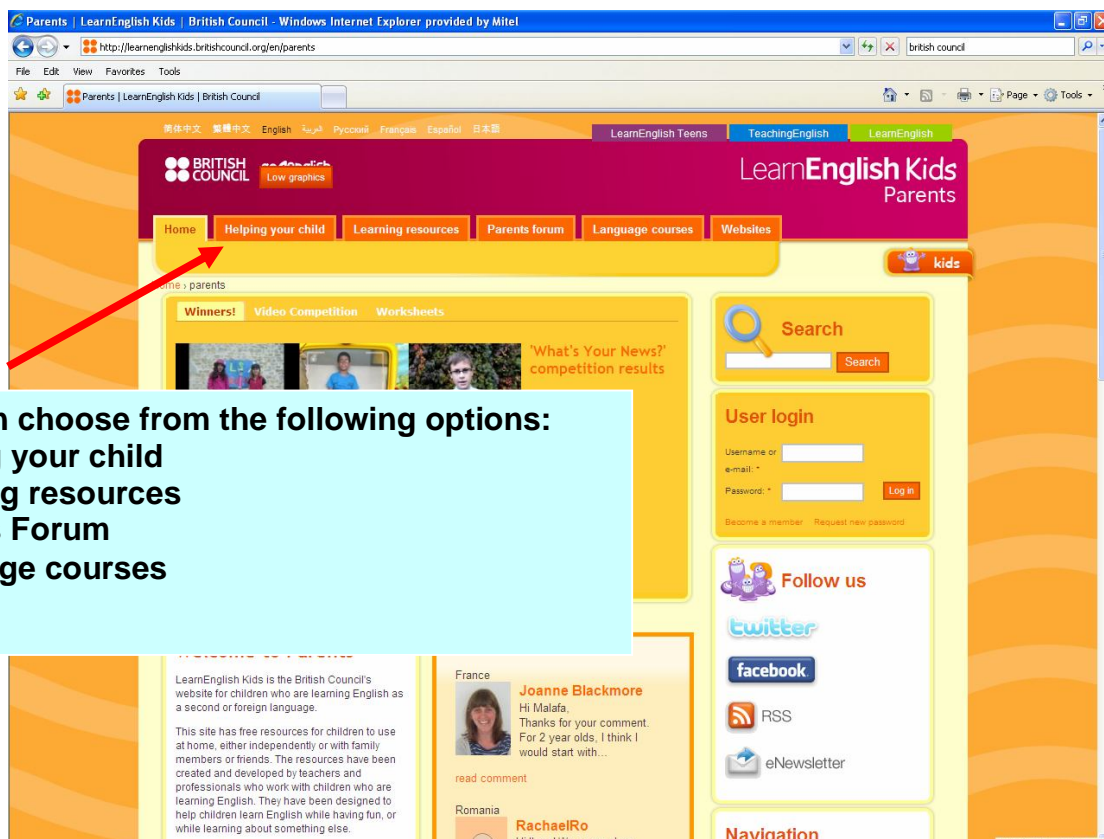 Parents | LearnEnglish Kids | British Council - Windows Internet Explorer provided by Mitel
http://learnenglishkids.britishcouncil.org/en/parents
british council
File Edit View Favorites Tools
Parents | LearnEnglish Kids | British Council
Page Tools
简体中文 繁體中文 English العربية Русский Français Español 日本語
LearnEnglish Teens TeachingEnglish LearnEnglish
BRITISH COUNCIL
Low graphics
LearnEnglish Kids
Parents
Home Helping your child Learning resources Parents forum Language courses Websites
kids
› parents
Winners! Video Competition Worksheets
'What's Your News?'
competition results
Search
Search
choose from the following options:
your child
resources
Forum
courses
User login
Username or
e-mail: *
Password: *
Log in
Become a member Request new password
Follow us
twitter
facebook
RSS
eNewsletter
Navigation
LearnEnglish Kids is the British Council's
website for children who are learning English as
a second or foreign language.
This site has free resources for children to use
at home, either independently or with family
members or friends. The resources have been
created and developed by teachers and
professionals who work with children who are
learning English. They have been designed to
help children learn English while having fun, or
while learning about something else.
France
Joanne Blackmore
Hi Malafa,
Thanks for your comment.
For 2 year olds, I think I
would start with...
read comment
Romania
RachaelRo